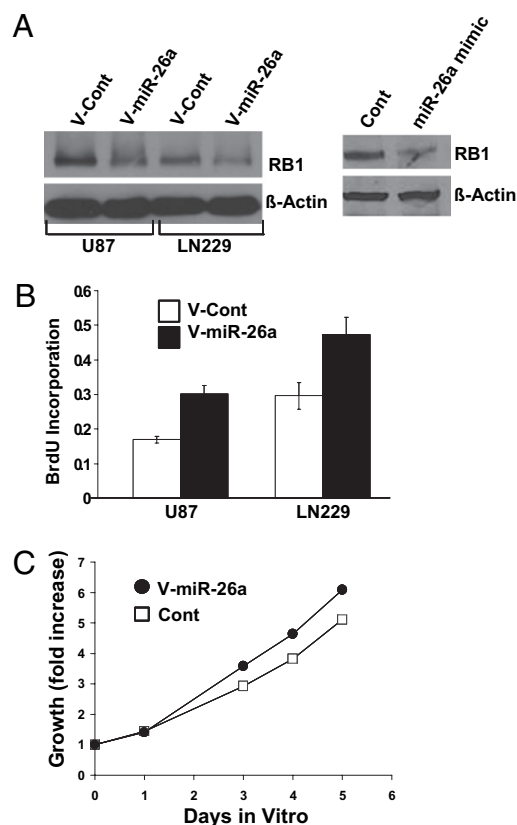 A
V-Cont
V-miR-26a
V-Cont
V-miR-26a
RB1
ß-Actin
U87
LN229
Cont
miR-26a mimic
RB1
ß-Actin
B
BrdU Incorporation
0.6
0.5
0.4
0.3
0.2
0.1
0
V-Cont
V-miR-26a
U87
LN229
C
Growth (fold increase)
7
6
5
4
3
2
1
0
V-miR-26a
Cont
0
1
2
3
4
5
6
Days in Vitro